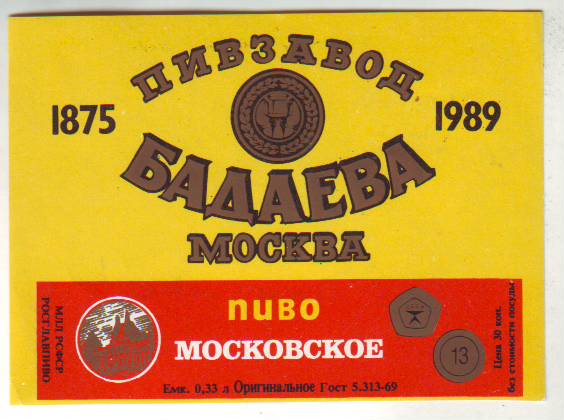 ПИВЗАВОД
1875
1989
БАДАЕВА
МОСКВА
МПП РСФСР
РОСГЛАВПИВО
пиво
МОСКОВСКОЕ
13
Цена 30 коп.
без стоимости посуды
Емк. 0,33 л Оригинальное Гост 5.313-69